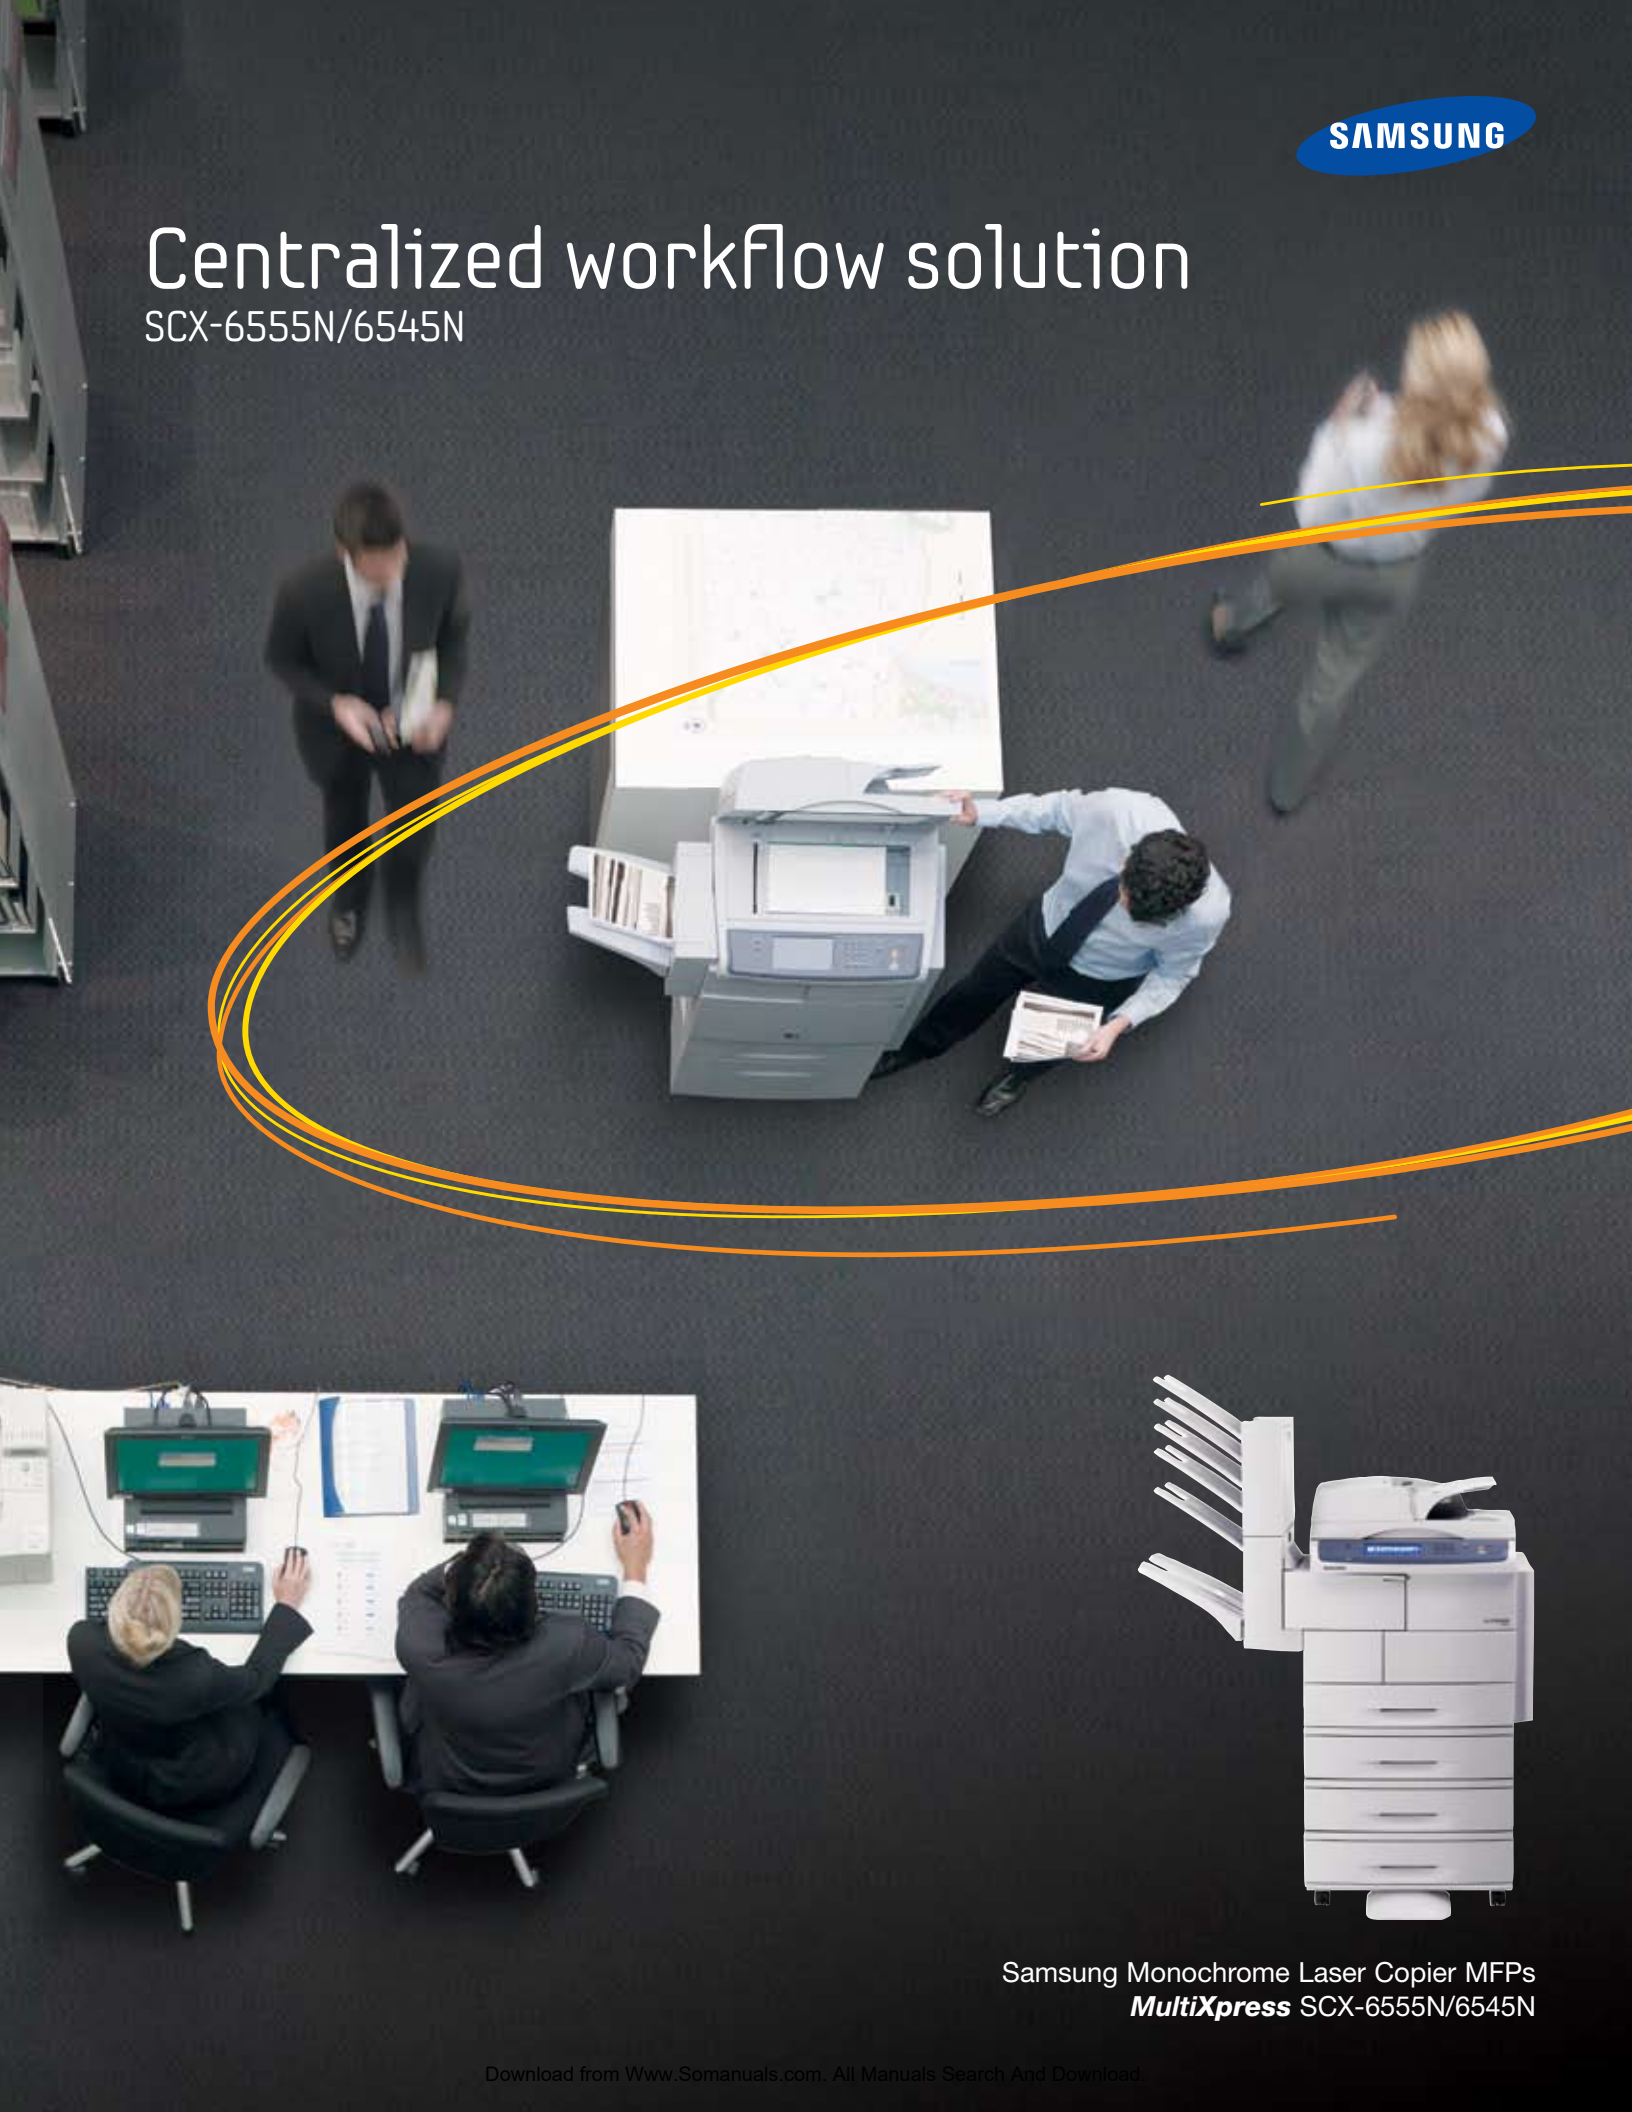 SAMSUNG
Centralized workflow solution
SCX-6555N/6545N
Samsung Monochrome Laser Copier MFPs
MultiXpress SCX-6555N/6545N
Download from Www.Somanuals.com. All Manuals Search And Download.